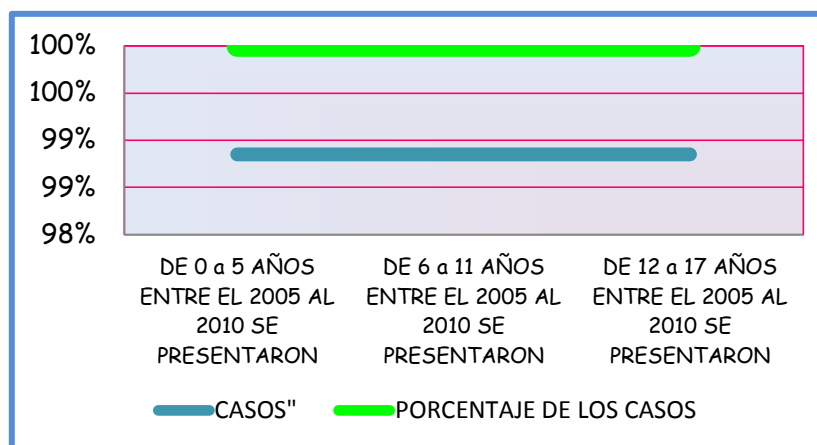 100%
100%
99%
99%
98%
DE 0 a 5 AÑOS
ENTRE EL 2005 AL
2010 SE
PRESENTARON
DE 6 a 11 AÑOS
ENTRE EL 2005 AL
2010 SE
PRESENTARON
DE 12 a 17 AÑOS
ENTRE EL 2005 AL
2010 SE
PRESENTARON
CASOS"
PORCENTAJE DE LOS CASOS